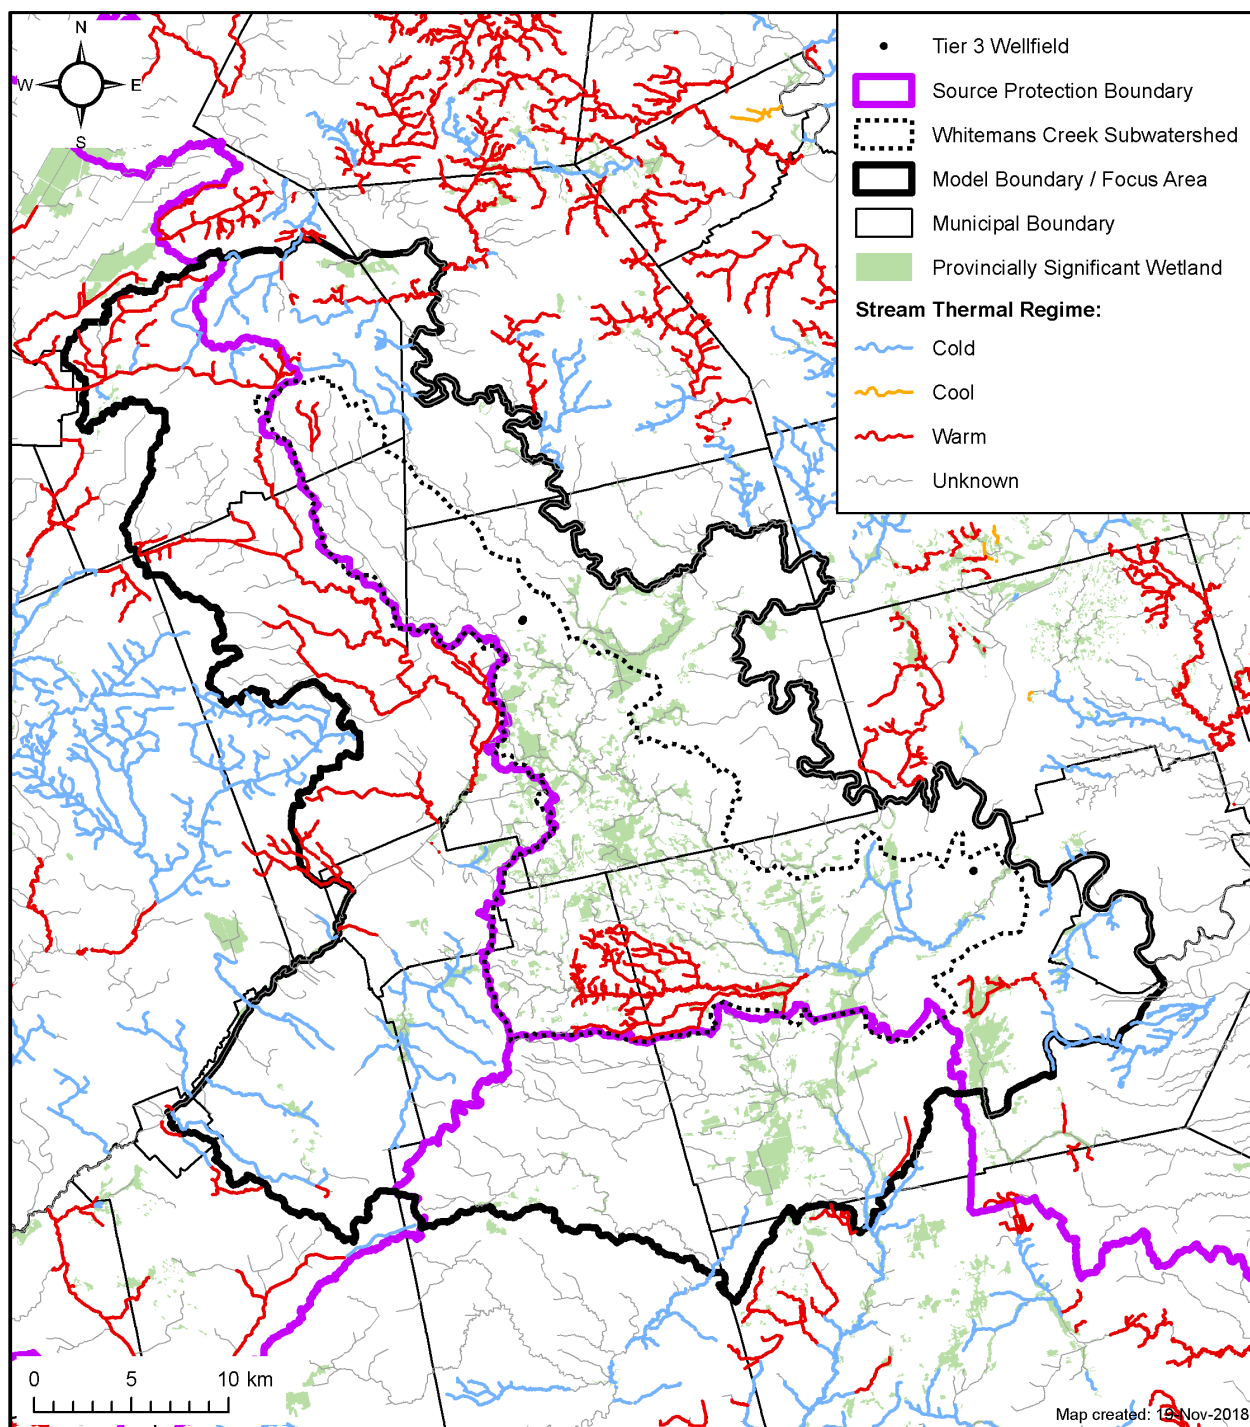 N
W
E
S
Tier 3 Wellfield
Source Protection Boundary
Whitemans Creek Subwatershed
Model Boundary / Focus Area
Municipal Boundary
Provincially Significant Wetland
Stream Thermal Regime:
Cold
Cool
Warm
Unknown
0 5 10 km
Map created: 19-Nov-2018